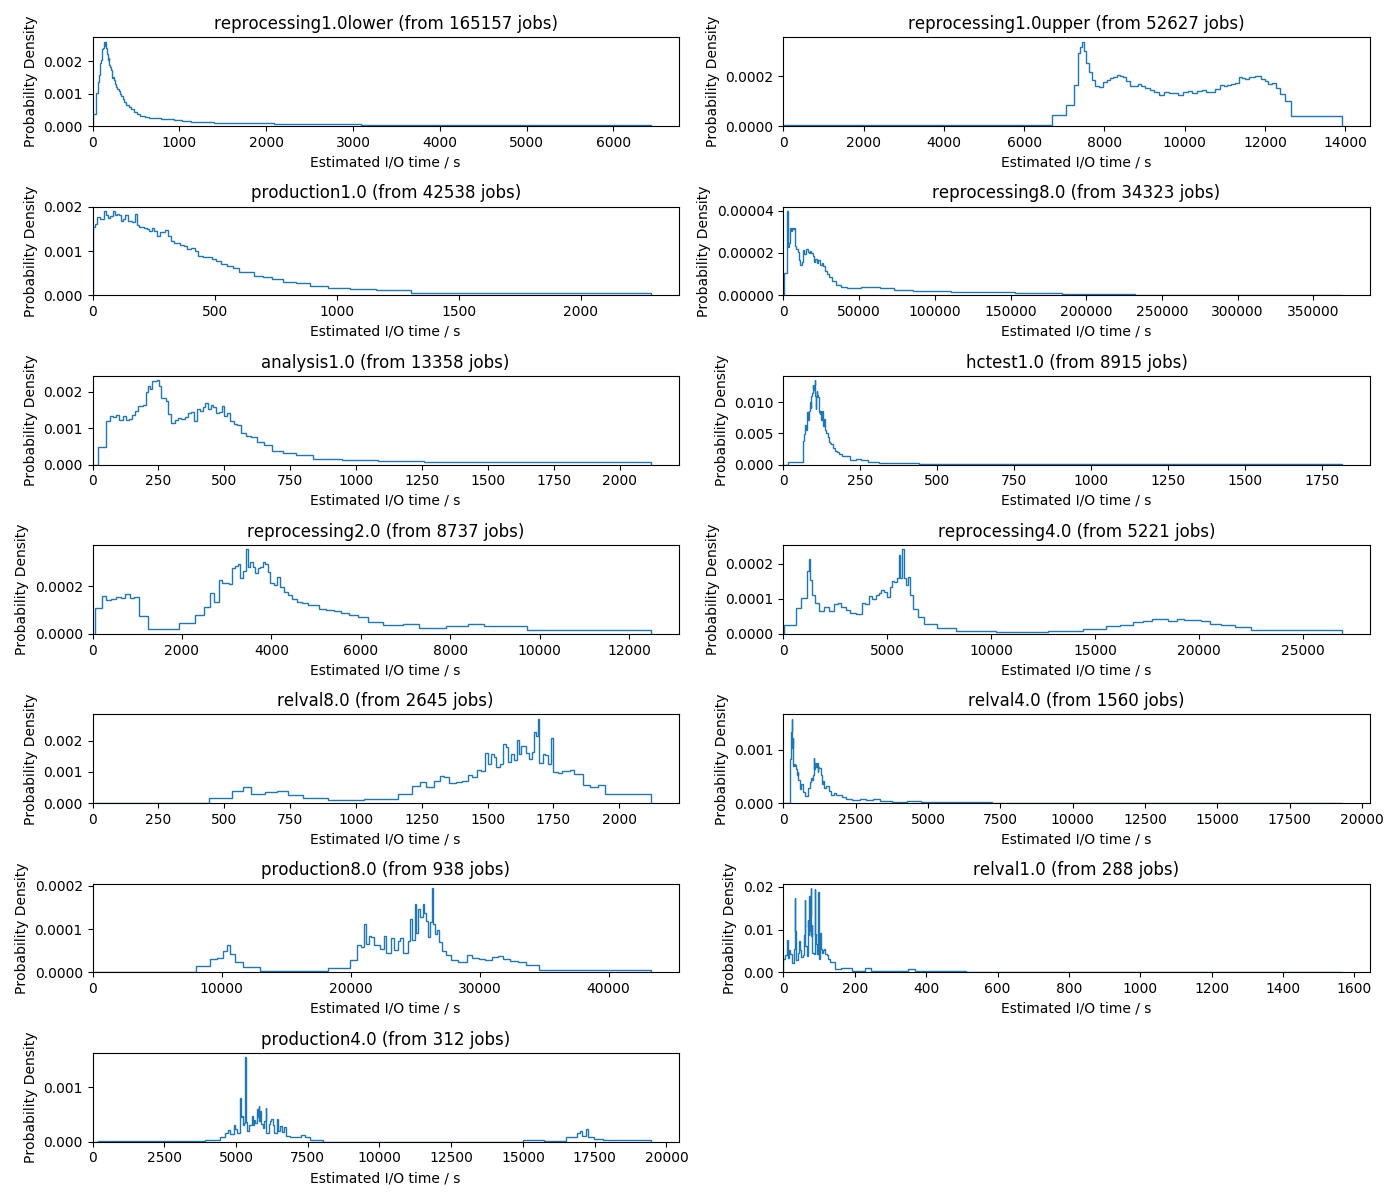 reprocessing1.0lower (from 165157 jobs)
Probability Density
0.002
0.001
0.000
0 1000 2000 3000 4000 5000 6000
Estimated I/O time / s
reprocessing1.0upper (from 52627 jobs)
Probability Density
0.0002
0.0000
0 2000 4000 6000 8000 10000 12000 14000
Estimated I/O time / s
production1.0 (from 42538 jobs)
Probability Density
0.002
0.001
0.000
0 500 1000 1500 2000
Estimated I/O time / s
reprocessing8.0 (from 34323 jobs)
Probability Density
0.00004
0.00002
0.00000
0 50000 100000 150000 200000 250000 300000 350000
Estimated I/O time / s
analysis1.0 (from 13358 jobs)
Probability Density
0.002
0.001
0.000
0 250 500 750 1000 1250 1500 1750 2000
Estimated I/O time / s
hctest1.0 (from 8915 jobs)
Probability Density
0.010
0.005
0.000
0 250 500 750 1000 1250 1500 1750
Estimated I/O time / s
reprocessing2.0 (from 8737 jobs)
Probability Density
0.0002
0.0000
0 2000 4000 6000 8000 10000 12000
Estimated I/O time / s
reprocessing4.0 (from 5221 jobs)
Probability Density
0.0002
0.0001
0.0000
0 5000 10000 15000 20000 25000
Estimated I/O time / s
relval8.0 (from 2645 jobs)
Probability Density
0.002
0.001
0.000
0 250 500 750 1000 1250 1500 1750 2000
Estimated I/O time / s
relval4.0 (from 1560 jobs)
Probability Density
0.001
0.000
0 2500 5000 7500 10000 12500 15000 17500 20000
Estimated I/O time / s
production8.0 (from 938 jobs)
Probability Density
0.0002
0.0001
0.0000
0 10000 20000 30000 40000
Estimated I/O time / s
relval1.0 (from 288 jobs)
Probability Density
0.02
0.01
0.00
0 200 400 600 800 1000 1200 1400 1600
Estimated I/O time / s
production4.0 (from 312 jobs)
Probability Density
0.001
0.000
0 2500 5000 7500 10000 12500 15000 17500 20000
Estimated I/O time / s